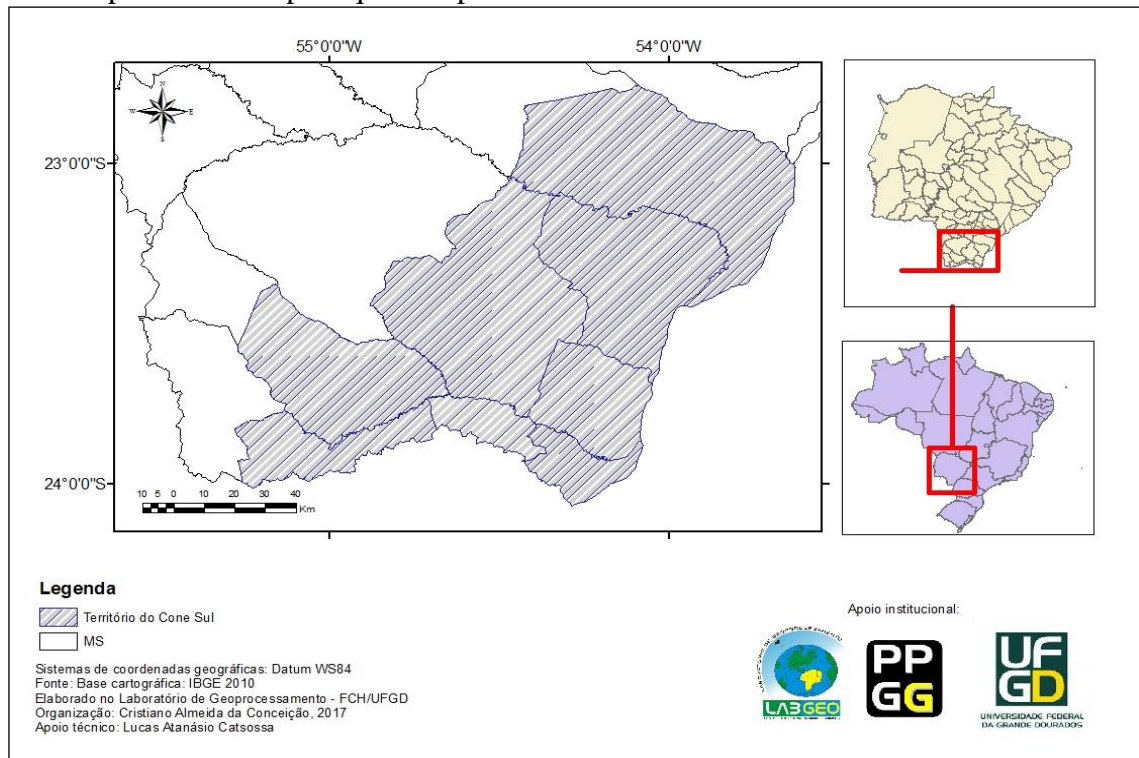 55°0'0"W
54°0'0"W
N
W
E
S
23°0'0"S
24°0'0"S
10 5 0 10 20 30 40
Km
Legenda
Território do Cone Sul
MS
Sistemas de coordenadas geográficas: Datum WS84
Fonte: Base cartográfica: IBGE 2010
Elaborado no Laboratório de Geoprocessamento - FCH/UFGD
Organização: Cristiano Almeida da Conceição, 2017
Apoio técnico: Lucas Atanásio Catsossa
Apoio institucional:
LABGEO
PP
GG
UF
GD
UNIVERSIDADE FEDERAL
DA GRANDE DOURADOS